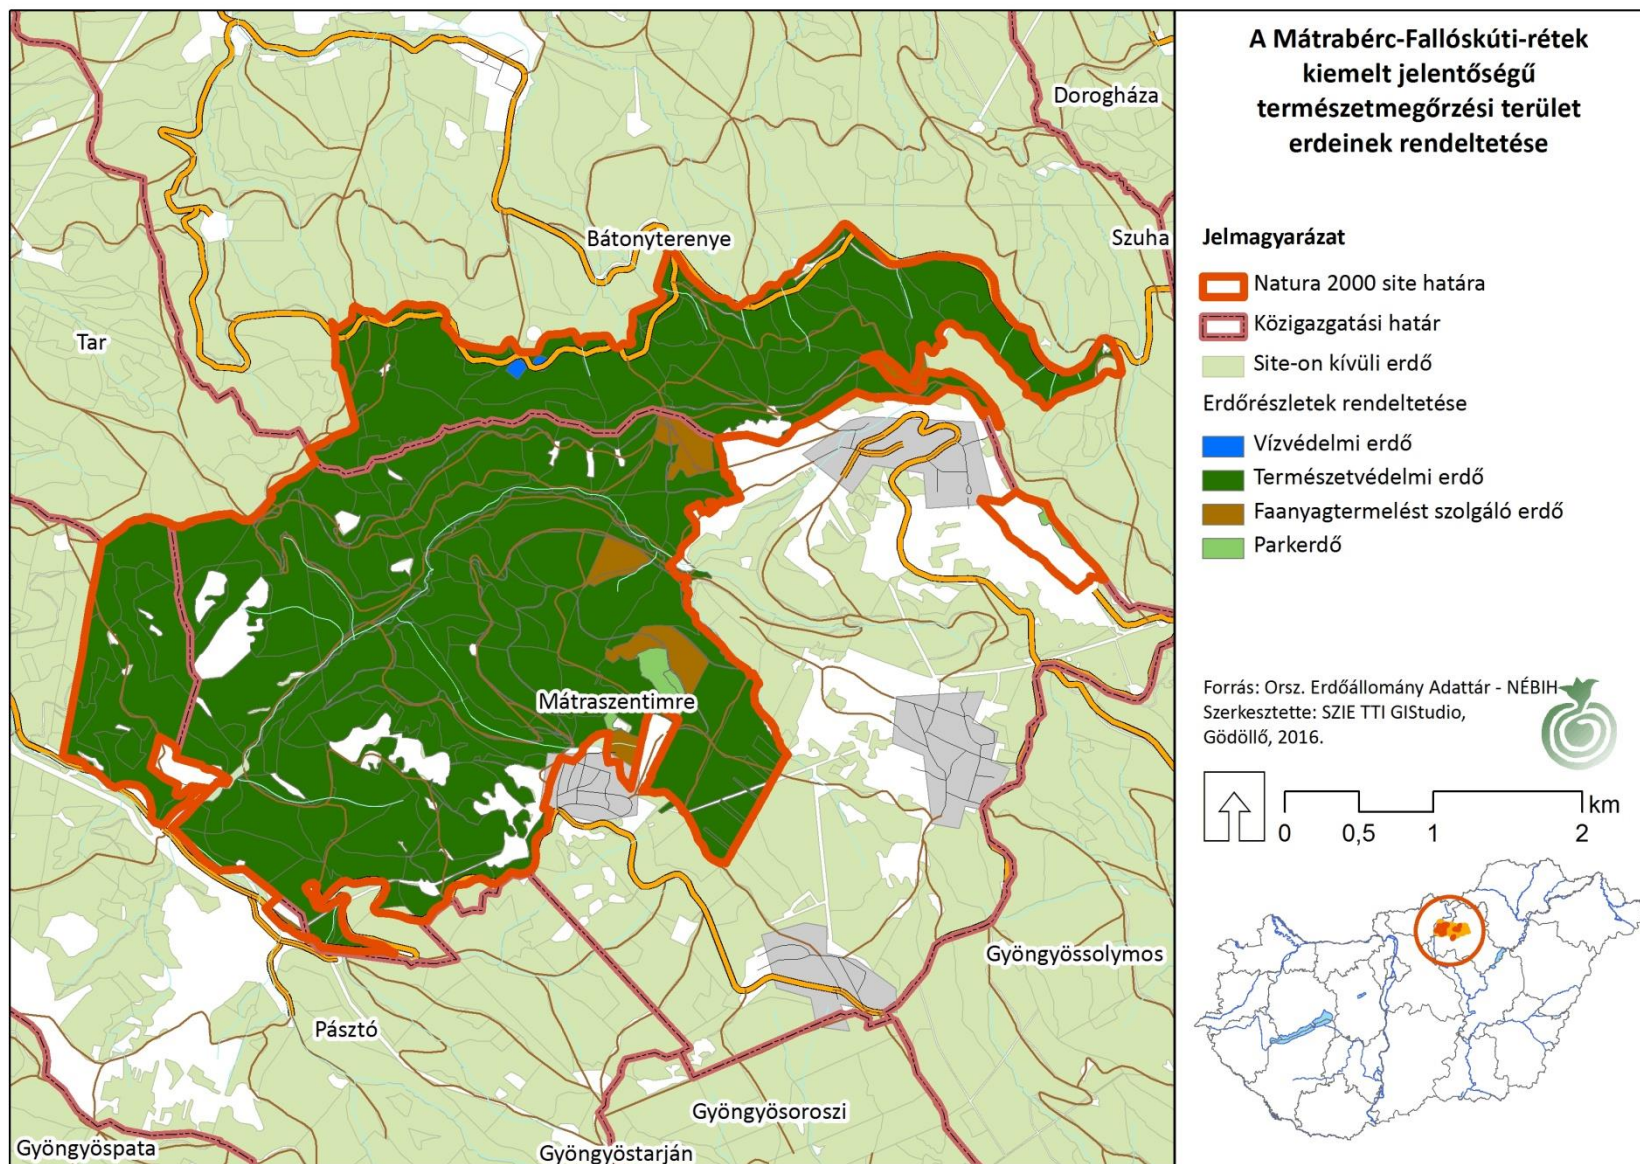 A Mátrabérc-Fallóskúti-rétek
kiemelt jelentőségű
természetmegőrzési terület
erdeinek rendeltetése
Jelmagyarázat
Natura 2000 site határa
Közigazgatási határ
Site-on kívüli erdő
Erdőrészletek rendeltetése
Vízvédelmi erdő
Természetvédelmi erdő
Faanyagtermelést szolgáló erdő
Parkerdő
Forrás: Orsz. Erdőállomány Adattár - NÉBIH
Szerkesztette: SZIE TTI GIStudio,
Gödöllő, 2016.
km
0 0,5 1 2
Dorogháza
Bátonyterenye
Szuha
Tar
Mátraszentimre
Gyöngyössolymos
Pásztó
Gyöngyösoroszi
Gyöngyöspata
Gyöngyöstarján